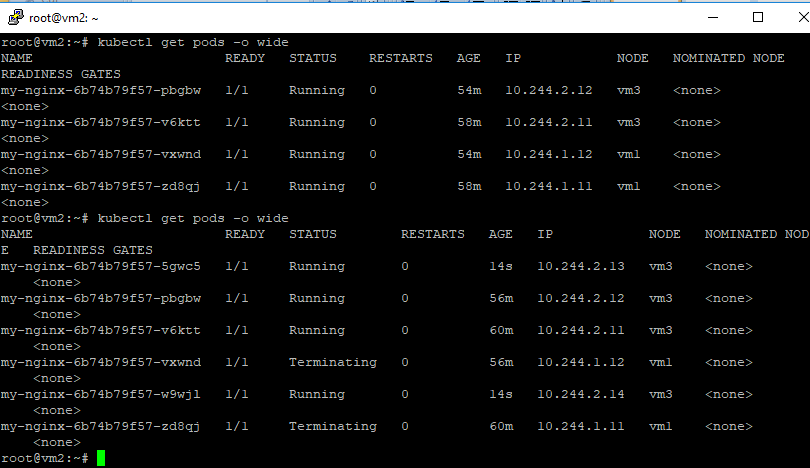 root@vm2: ~
root@vm2:~# kubectl get pods -o wide
NAME                        READY   STATUS    RESTARTS   AGE   IP            NODE   NOMINATED NODE
READINESS GATES
my-nginx-6b74b79f57-pbgbw   1/1     Running   0          54m   10.244.2.12   vm3    <none>
<none>
my-nginx-6b74b79f57-v6ktt   1/1     Running   0          58m   10.244.2.11   vm3    <none>
<none>
my-nginx-6b74b79f57-vxwnd   1/1     Running   0          54m   10.244.1.12   vm1    <none>
<none>
my-nginx-6b74b79f57-zd8qj   1/1     Running   0          58m   10.244.1.11   vm1    <none>
<none>
root@vm2:~# kubectl get pods -o wide
NAME                        READY   STATUS        RESTARTS   AGE   IP            NODE   NOMINATED NOD
E   READINESS GATES
my-nginx-6b74b79f57-5gwc5   1/1     Running       0          14s   10.244.2.13   vm3    <none>
    <none>
my-nginx-6b74b79f57-pbgbw   1/1     Running       0          56m   10.244.2.12   vm3    <none>
    <none>
my-nginx-6b74b79f57-v6ktt   1/1     Running       0          60m   10.244.2.11   vm3    <none>
    <none>
my-nginx-6b74b79f57-vxwnd   1/1     Terminating   0          56m   10.244.1.12   vm1    <none>
    <none>
my-nginx-6b74b79f57-w9wjl   1/1     Running       0          14s   10.244.2.14   vm3    <none>
    <none>
my-nginx-6b74b79f57-zd8qj   1/1     Terminating   0          60m   10.244.1.11   vm1    <none>
    <none>
root@vm2:~#